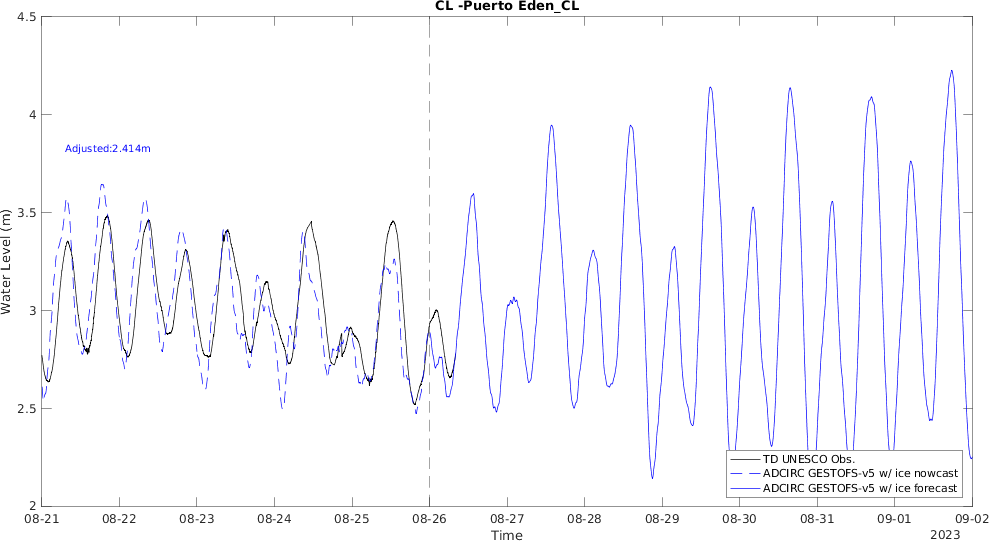 CL -Puerto Eden_CL
4.5
4
3.5
3
2.5
2
Water Level (m)
Adjusted:2.414m
TD UNESCO Obs.
ADCIRC GESTOFS-v5 w/ ice nowcast
ADCIRC GESTOFS-v5 w/ ice forecast
08-21 08-22 08-23 08-24 08-25 08-26 08-27 08-28 08-29 08-30 08-31 09-01 09-02
Time
2023